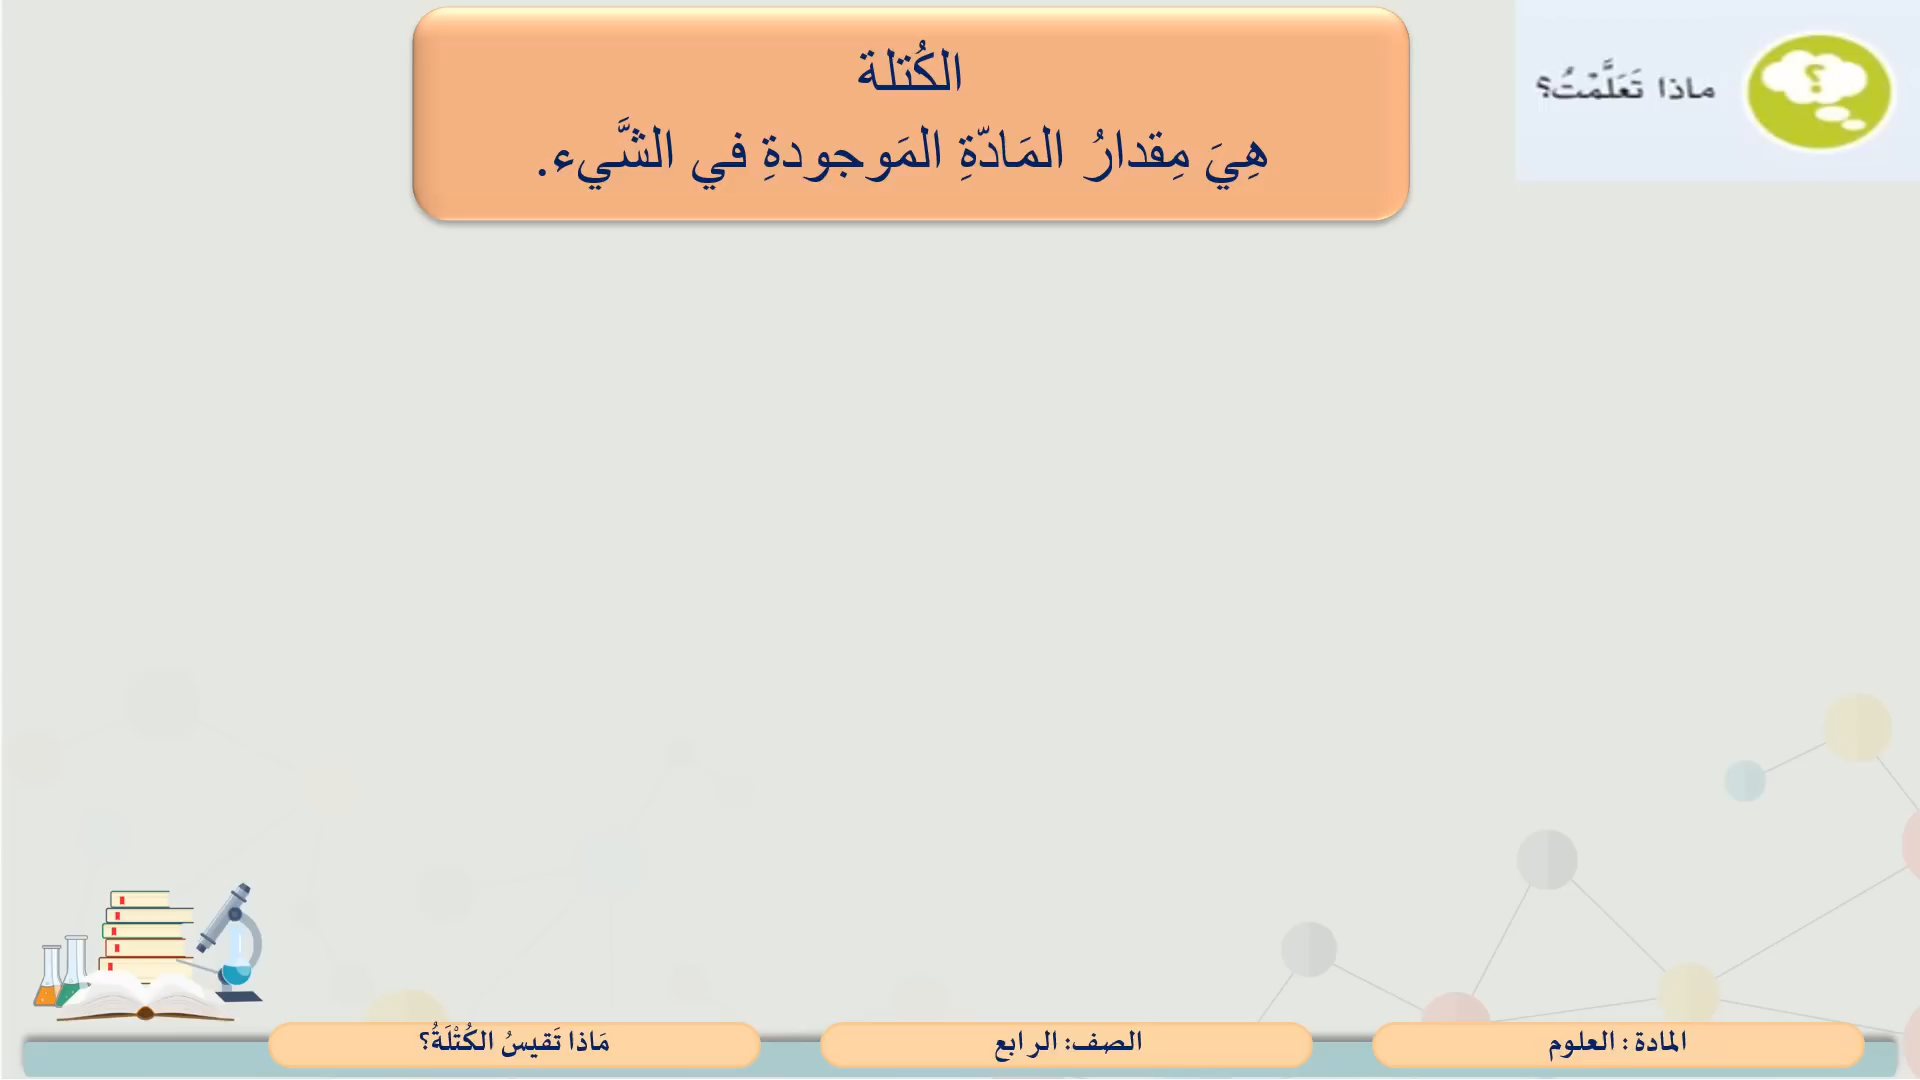 ماذا تَعَلَّمْتُ؟
الكُتلة
هِيَ مِقدارُ المَادّةِ المَوجودةِ في الشَّيء.
المادة : العلوم
الصف: الرابع
مَاذا تَقيسُ الكُتْلَةُ؟